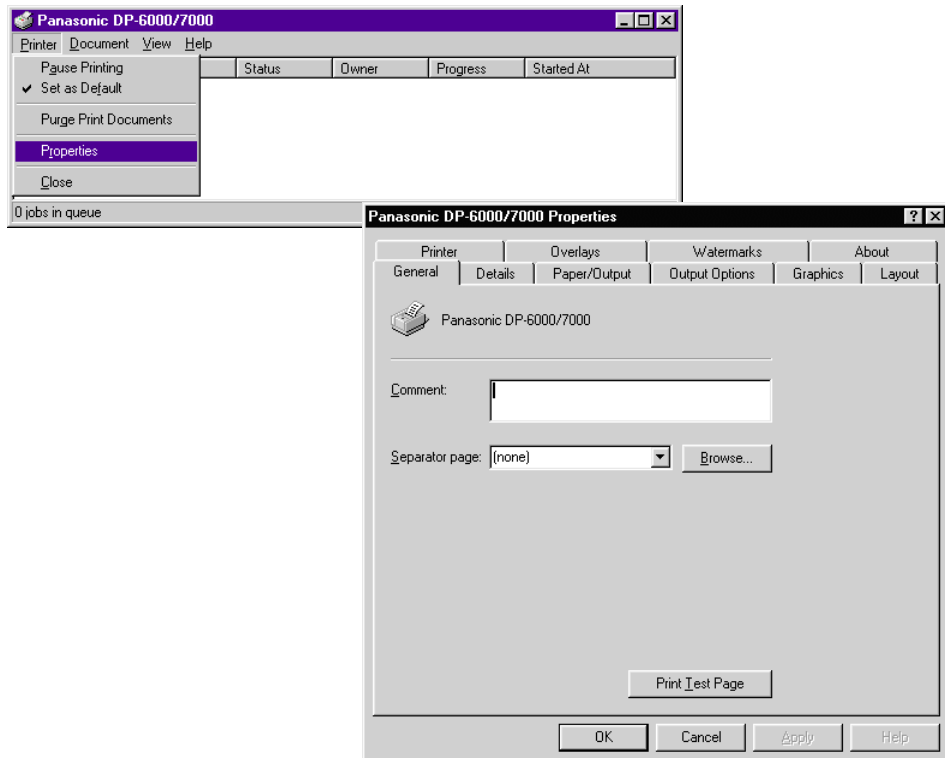 Panasonic DP-6000/7000
Printer Document View Help
Status Owner Progress Started At
Pause Printing
Set as Default
Purge Print Documents
Properties
Close
0 jobs in queue
Panasonic DP-6000/7000 Properties
Printer Overlays Watermarks About
General Details Paper/Output Output Options Graphics Layout
Panasonic DP-6000/7000
Comment:
Separator page: (none) Browse...
Print Test Page
OK Cancel Apply Help